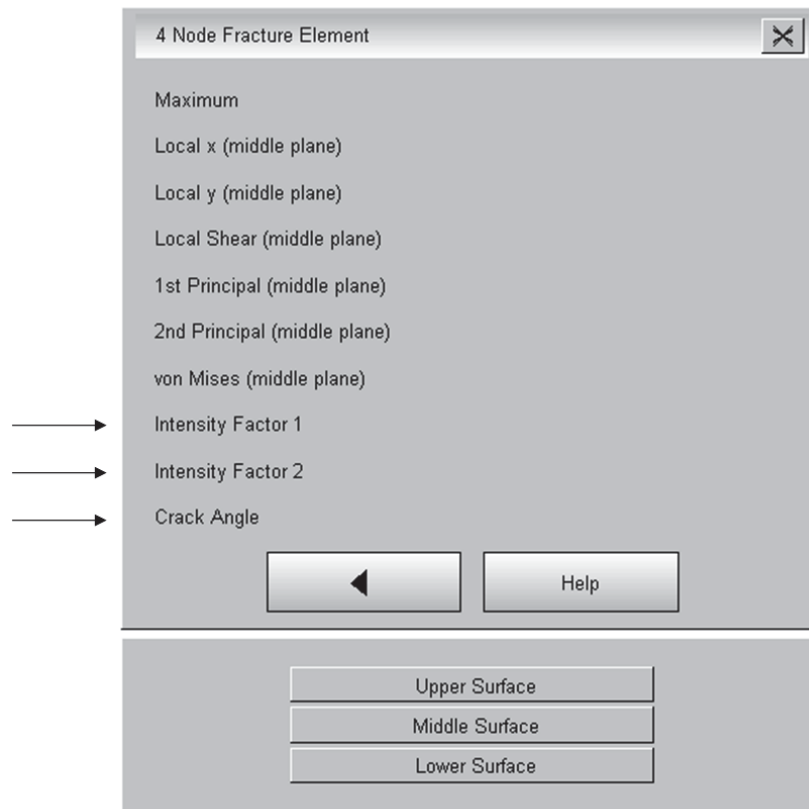 4 Node Fracture Element
Maximum
Local x (middle plane)
Local y (middle plane)
Local Shear (middle plane)
1st Principal (middle plane)
2nd Principal (middle plane)
von Mises (middle plane)
Intensity Factor 1
Intensity Factor 2
Crack Angle
Help
Upper Surface
Middle Surface
Lower Surface